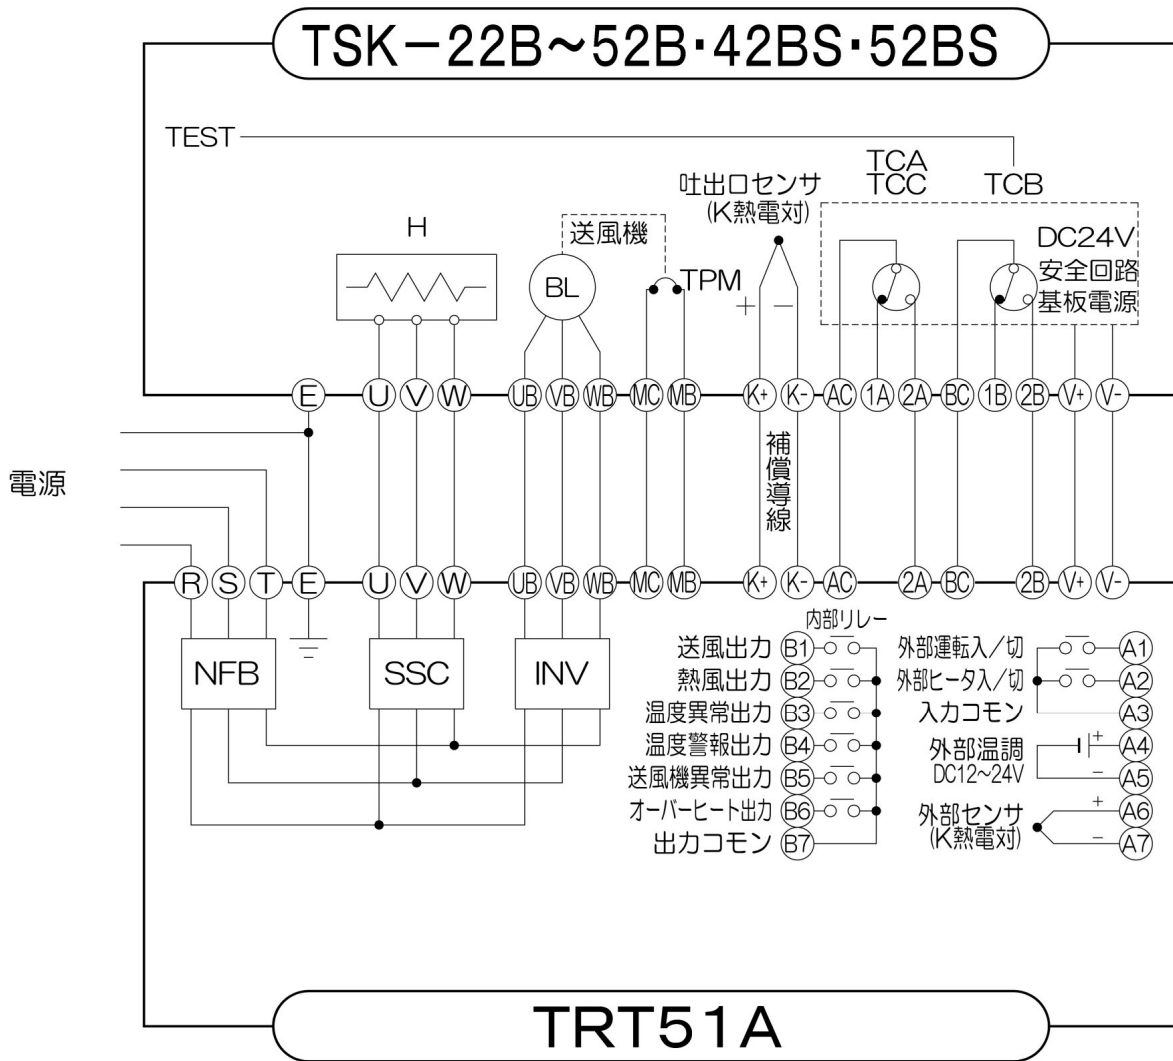 TSK-22B~52B·42BS·52BS
TEST
TCA
TCC
TCB
吐出口センサ
(K熱電対)
H
送風機
BL
TPM
+ −
DC24V
安全回路
基板電源
E U V W UB VB WB MC MB K+ K- AC 1A 2A BC 1B 2B V+ V-
電源
補償導線
R S T E U V W UB VB WB MC MB K+ K- AC 2A BC 2B V+ V-
NFB
SSC
INV
内部リレー
送風出力 B1
熱風出力 B2
温度異常出力 B3
温度警報出力 B4
送風機異常出力 B5
オーバーヒート出力 B6
出力コモン B7
外部運転入/切 A1
外部ヒータ入/切 A2
入力コモン A3
外部温調 + A4
DC12~24V − A5
外部センサ + A6
(K熱電対) − A7
TRT51A